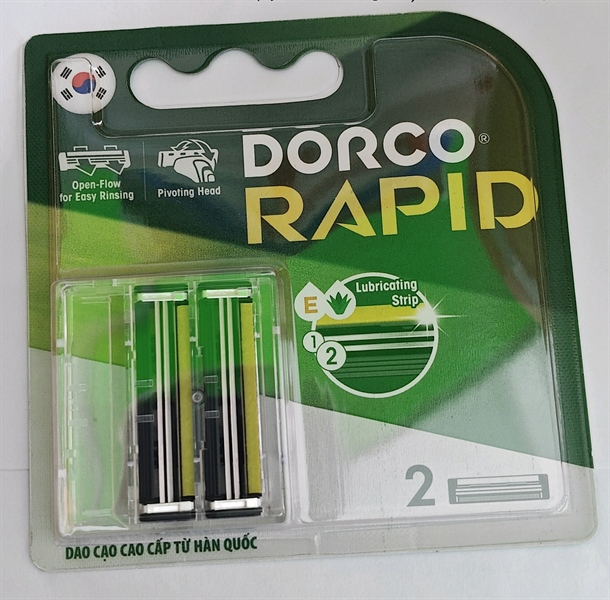 DORCO®
RAPID
Open-Flow
for Easy Rinsing
Pivoting Head
Lubricating
Strip
E
1
2
2
DAO CẠO CAO CẤP TỪ HÀN QUỐC